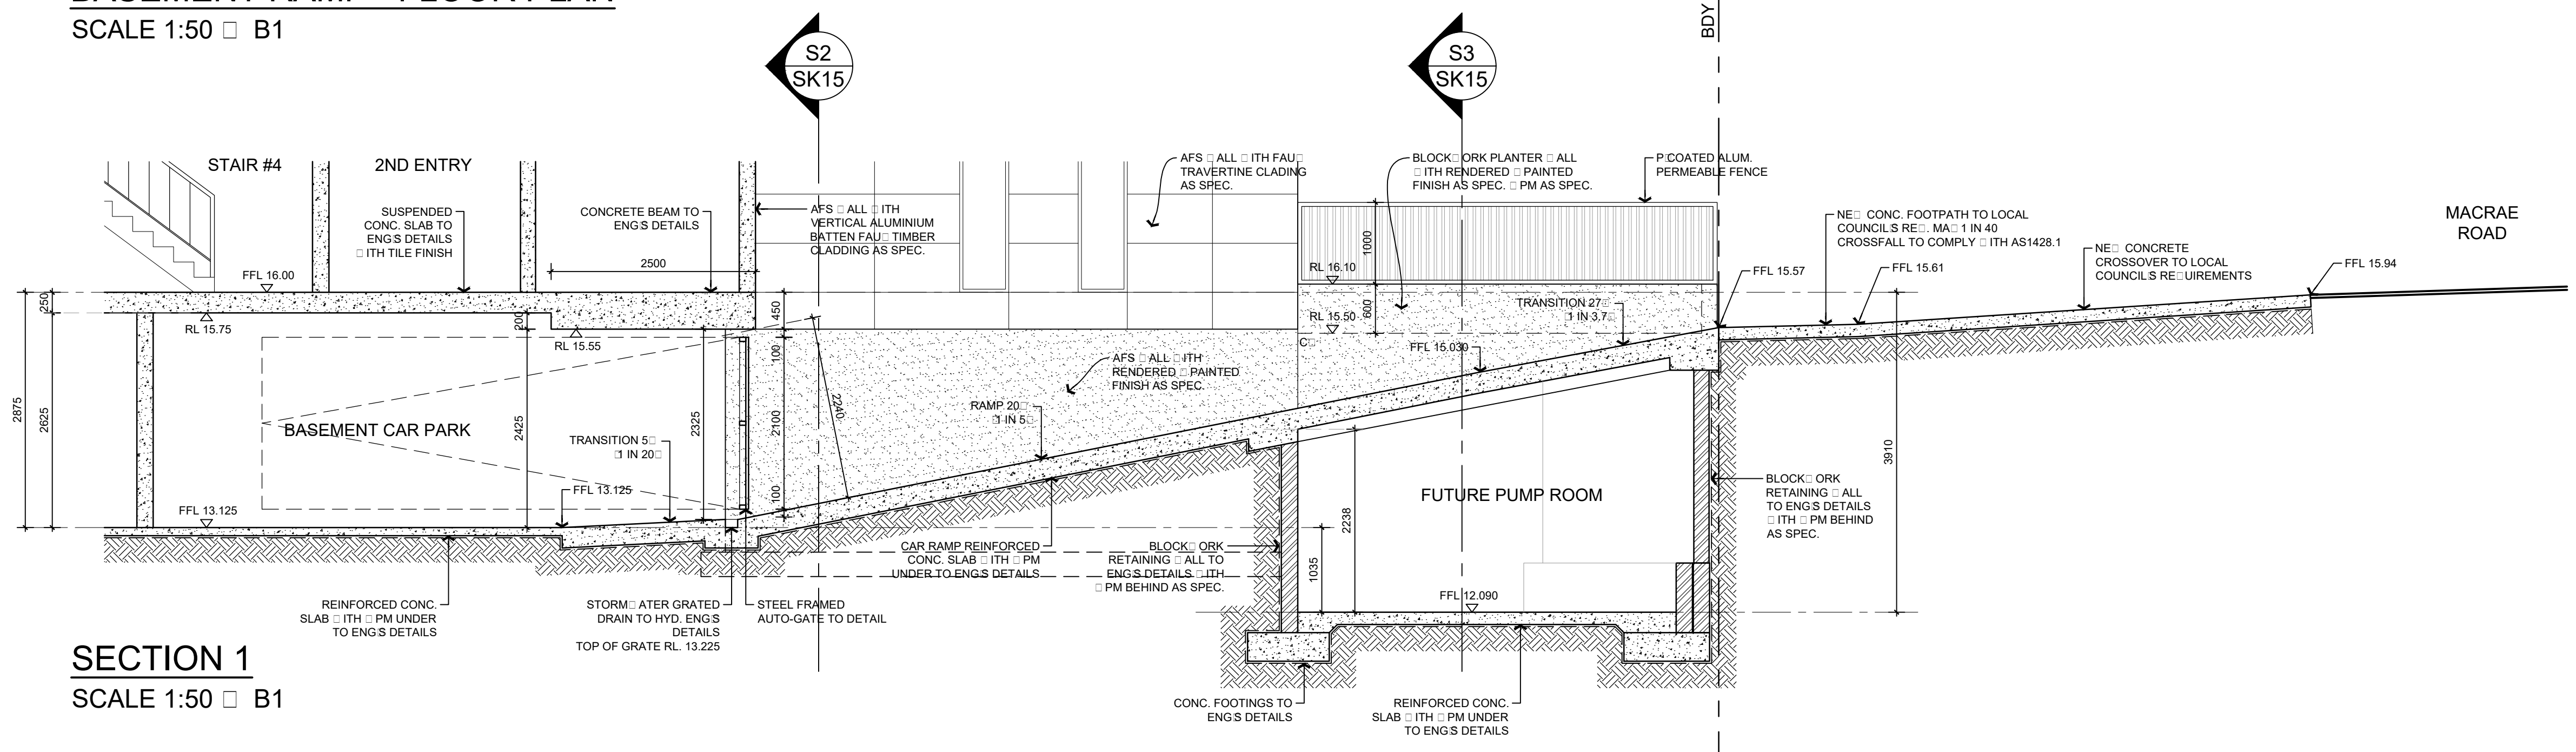 BASEMENT RAMP - FLOOR PLAN
SCALE 1:50 □ B1
BDY
S2
SK15
S3
SK15
STAIR #4
2ND ENTRY
SUSPENDED
CONC. SLAB TO
ENG□S DETAILS
□ ITH TILE FINISH
CONCRETE BEAM TO
ENG□S DETAILS
AFS □ ALL □ ITH
VERTICAL ALUMINIUM
BATTEN FAU□ TIMBER
CLADDING AS SPEC.
AFS □ ALL □ ITH FAU□
TRAVERTINE CLADING
AS SPEC.
BLOCK□ ORK PLANTER □ ALL
□ ITH RENDERED □ PAINTED
FINISH AS SPEC. □ PM AS SPEC.
P□COATED ALUM.
PERMEABLE FENCE
NE□ CONC. FOOTPATH TO LOCAL
COUNCIL□S RE□. MA□ 1 IN 40
CROSSFALL TO COMPLY □ ITH AS1428.1
NE□ CONCRETE
CROSSOVER TO LOCAL
COUNCIL□S RE□UIREMENTS
MACRAE
ROAD
FFL 15.57
FFL 15.61
FFL 15.94
FFL 16.00
2500
1000
RL 16.10
600
RL 15.50
C□
TRANSITION 27□
□1 IN 3.7□
FFL 15.030
250
RL 15.75
200
RL 15.55
450
100
2875
2625
2425
2325
2100
100
2240
BASEMENT CAR PARK
TRANSITION 5□
□1 IN 20□
FFL 13.125
FFL 13.125
AFS □ ALL □ ITH
RENDERED □ PAINTED
FINISH AS SPEC.
RAMP 20□
□1 IN 5□
FUTURE PUMP ROOM
2238
1035
FFL 12.090
3910
BLOCK□ ORK
RETAINING □ ALL
TO ENG□S DETAILS
□ ITH □ PM BEHIND
AS SPEC.
CAR RAMP REINFORCED
CONC. SLAB □ ITH □ PM
UNDER TO ENG□S DETAILS
BLOCK□ ORK
RETAINING □ ALL TO
ENG□S DETAILS □ ITH
□ PM BEHIND AS SPEC.
REINFORCED CONC.
SLAB □ ITH □ PM UNDER
TO ENG□S DETAILS
STORM□ ATER GRATED
DRAIN TO HYD. ENG□S
DETAILS
TOP OF GRATE RL. 13.225
STEEL FRAMED
AUTO-GATE TO DETAIL
CONC. FOOTINGS TO
ENG□S DETAILS
REINFORCED CONC.
SLAB □ ITH □ PM UNDER
TO ENG□S DETAILS
SECTION 1
SCALE 1:50 □ B1